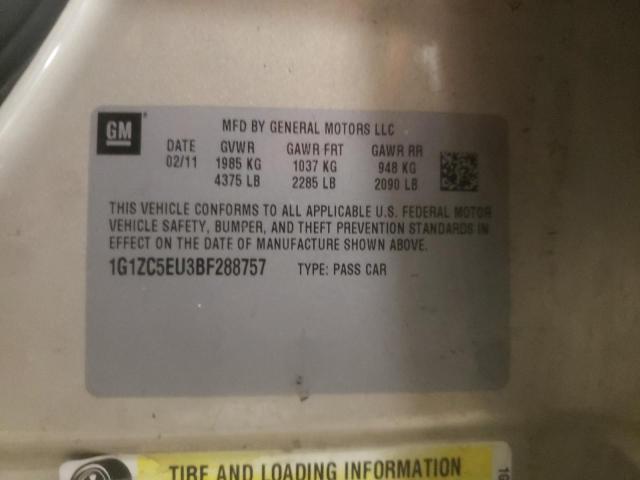 GM
MFD BY GENERAL MOTORS LLC
DATE GVWR GAWR FRT GAWR RR
02/11 1985 KG 1037 KG 948 KG
4375 LB 2285 LB 2090 LB
THIS VEHICLE CONFORMS TO ALL APPLICABLE U.S. FEDERAL MOTOR
VEHICLE SAFETY, BUMPER, AND THEFT PREVENTION STANDARDS IN
EFFECT ON THE DATE OF MANUFACTURE SHOWN ABOVE.
1G1ZC5EU3BF288757 TYPE: PASS CAR
TIRE AND LOADING INFORMATION